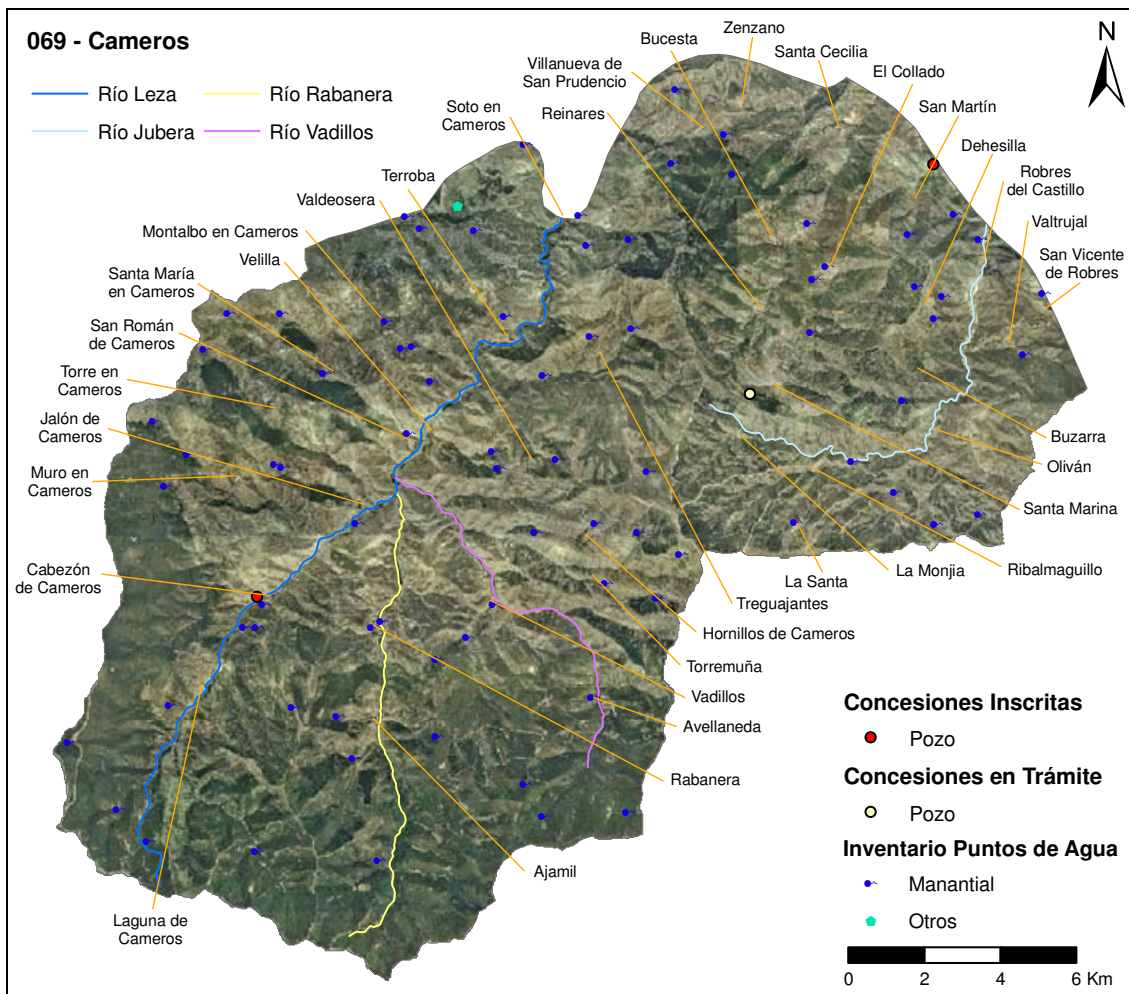 069 - Cameros
Río Leza
Río Rabanera
Río Jubera
Río Vadillos
N
Zenzano
Bucesta
Santa Cecilia
Villanueva de
San Prudencio
El Collado
Reinares
San Martín
Soto en
Cameros
Dehesilla
Terroba
Robres
del Castillo
Valdeosera
Valtrujal
Montalbo en Cameros
San Vicente
de Robres
Velilla
Santa María
en Cameros
San Román
de Cameros
Torre en
Cameros
Jalón de
Cameros
Muro en
Cameros
Buzarra
Oliván
Santa Marina
Cabezón
de Cameros
La Santa
La Monjia
Ribalmaguillo
Treguajantes
Hornillos de Cameros
Torremuña
Vadillos
Avellaneda
Rabanera
Ajamil
Laguna de
Cameros
Concesiones Inscritas
Pozo
Concesiones en Trámite
Pozo
Inventario Puntos de Agua
Manantial
Otros
0 2 4 6 Km